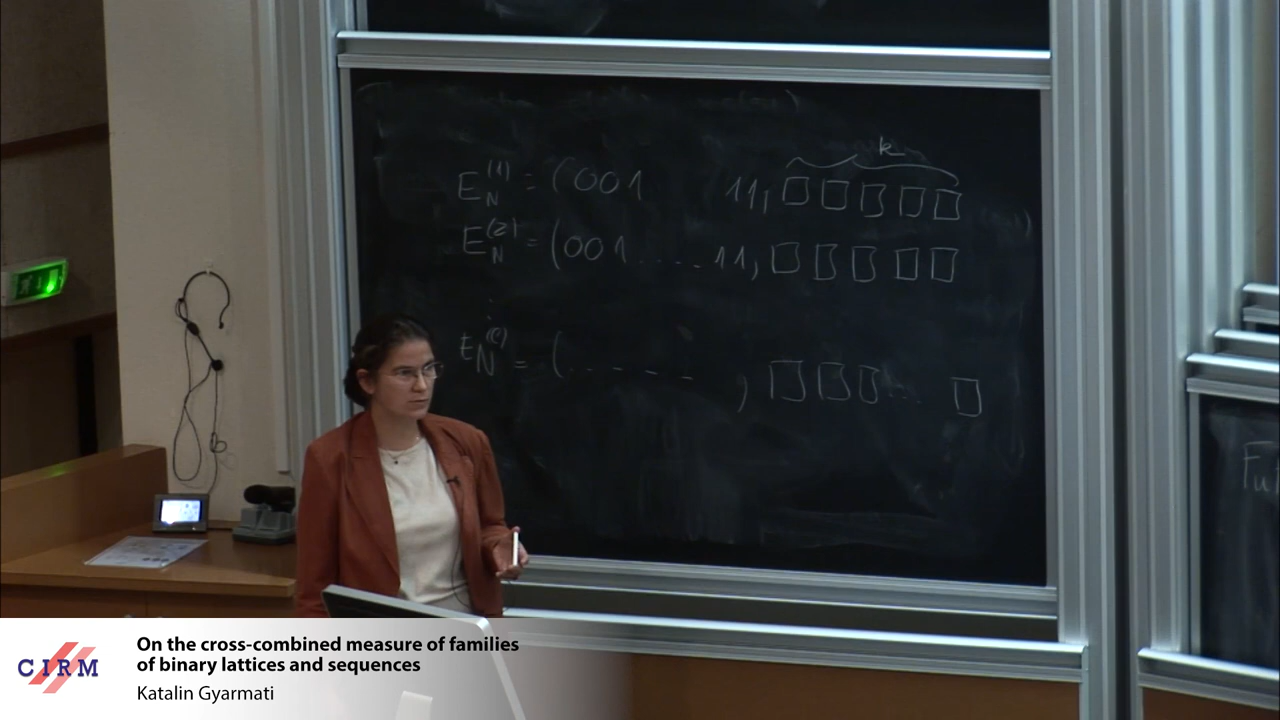 k
E_N^(1) = (001 11, □ □ □ □ □
E_N^(2) = (001 . . . . . 11, □ □ □ □ □
= ( . . - - - , □ □ □ . . . □
Fu
CIRM
On the cross-combined measure of families
of binary lattices and sequences
Katalin Gyarmati